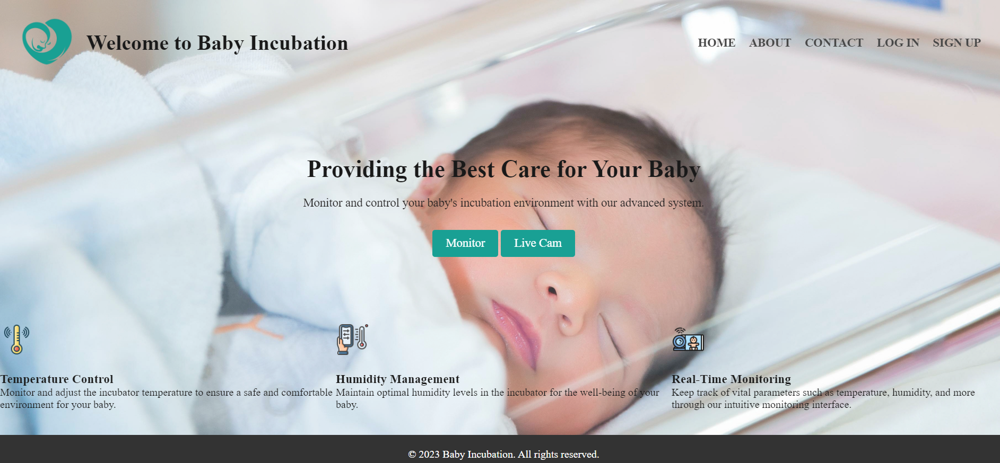 Welcome to Baby Incubation
HOME ABOUT CONTACT LOG IN SIGN UP
Providing the Best Care for Your Baby
Monitor and control your baby's incubation environment with our advanced system.
Monitor Live Cam
Temperature Control
Monitor and adjust the incubator temperature to ensure a safe and comfortable
environment for your baby.
Humidity Management
Maintain optimal humidity levels in the incubator for the well-being of your
baby.
Real-Time Monitoring
Keep track of vital parameters such as temperature, humidity, and more
through our intuitive monitoring interface.
© 2023 Baby Incubation. All rights reserved.